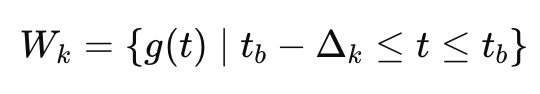 W_k = {g(t) | t_b − Δ_k ≤ t ≤ t_b}